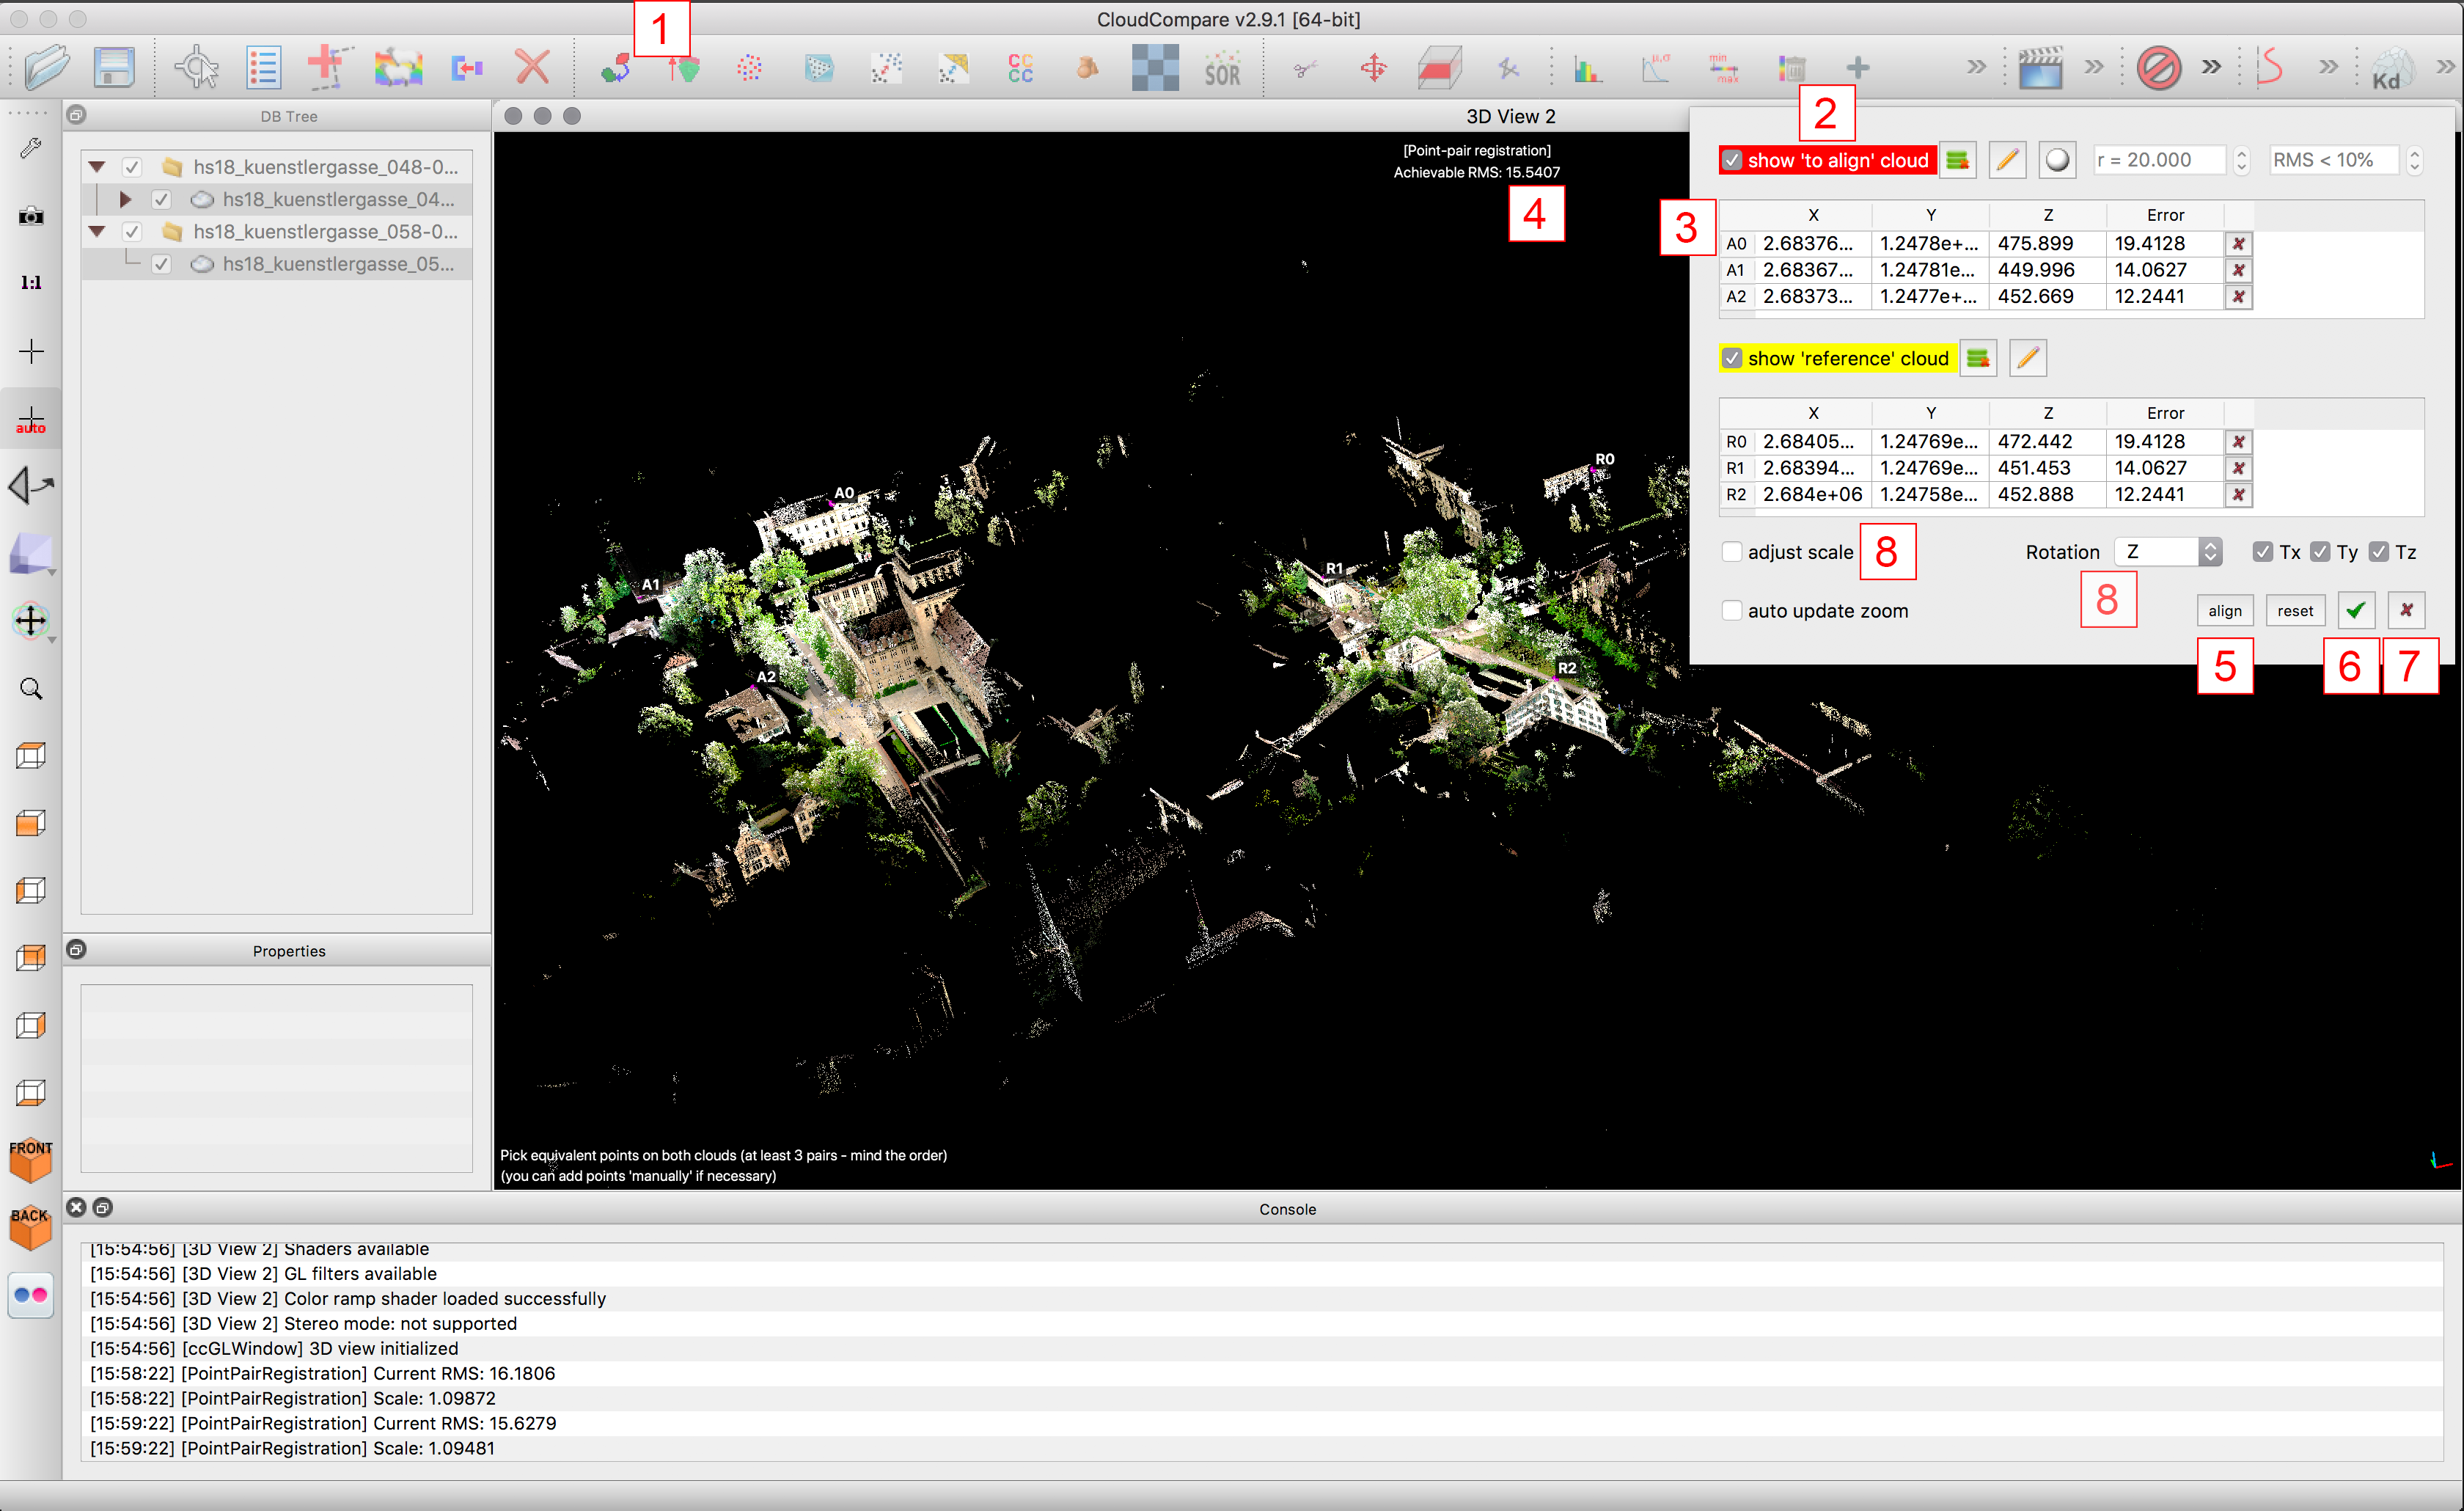 CloudCompare v2.9.1 [64-bit]
1
CC
CC
SOR
μ,σ
min
max
Kd
DB Tree
3D View 2
2
hs18_kuenstlergasse_048-0...
hs18_kuenstlergasse_04...
hs18_kuenstlergasse_058-0...
hs18_kuenstlergasse_05...
1:1
auto
[Point-pair registration]
Achievable RMS: 15.5407
4
show 'to align' cloud
r = 20.000
RMS < 10%
3
X Y Z Error
A0 2.68376... 1.2478e+... 475.899 19.4128
A1 2.68367... 1.24781e... 449.996 14.0627
A2 2.68373... 1.2477e+... 452.669 12.2441
show 'reference' cloud
X Y Z Error
R0 2.68405... 1.24769e... 472.442 19.4128
R1 2.68394... 1.24769e... 451.453 14.0627
R2 2.684e+06 1.24758e... 452.888 12.2441
adjust scale
8
Rotation Z Tx Ty Tz
8
auto update zoom
align reset
5 6 7
A0
R0
A1
R1
A2
R2
Properties
FRONT
BACK
Pick equivalent points on both clouds (at least 3 pairs - mind the order)
(you can add points 'manually' if necessary)
Console
[15:54:56] [3D View 2] Shaders available
[15:54:56] [3D View 2] GL filters available
[15:54:56] [3D View 2] Color ramp shader loaded successfully
[15:54:56] [3D View 2] Stereo mode: not supported
[15:54:56] [ccGLWindow] 3D view initialized
[15:58:22] [PointPairRegistration] Current RMS: 16.1806
[15:58:22] [PointPairRegistration] Scale: 1.09872
[15:59:22] [PointPairRegistration] Current RMS: 15.6279
[15:59:22] [PointPairRegistration] Scale: 1.09481